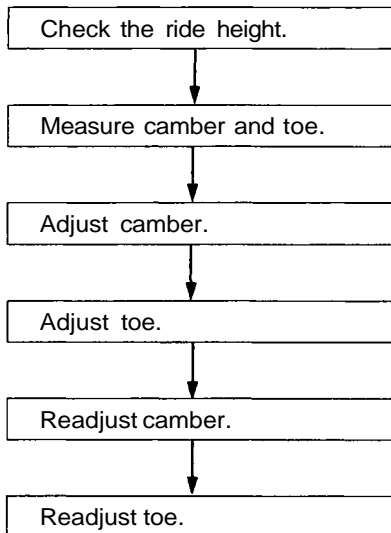 Check the ride height.
Measure camber and toe.
Adjust camber.
Adjust toe.
Readjust camber.
Readjust toe.